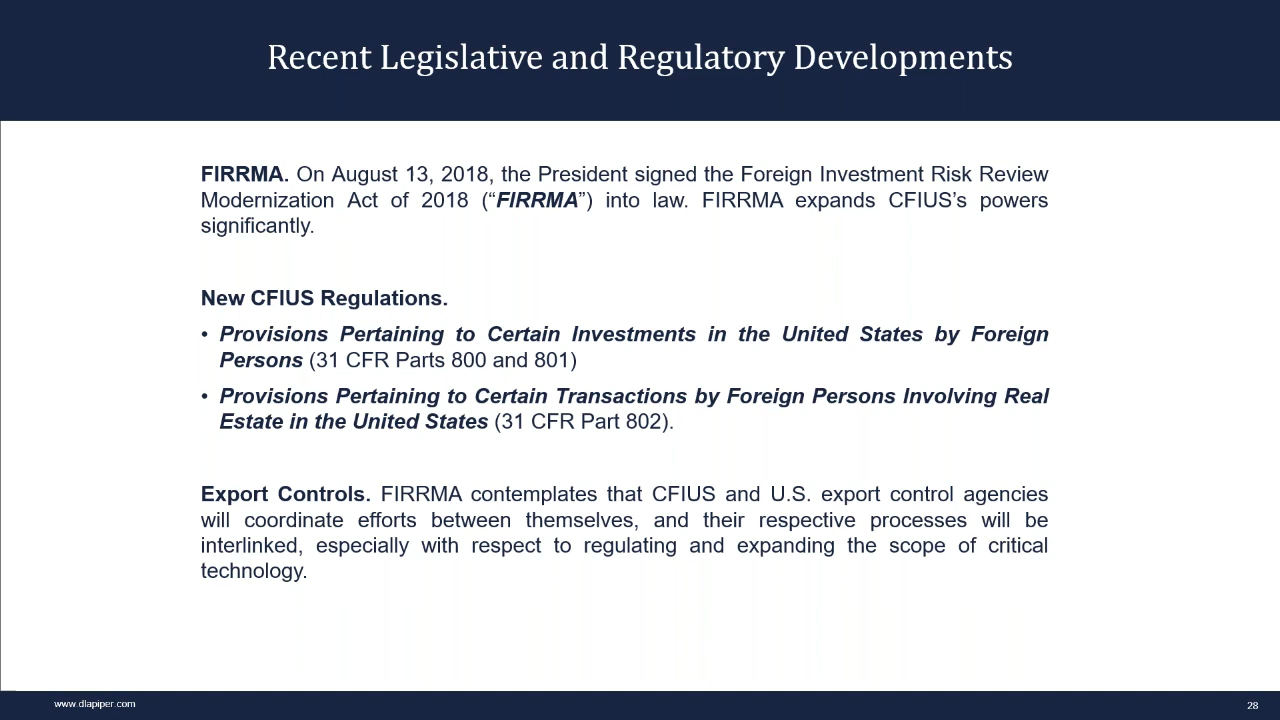 Recent Legislative and Regulatory Developments
FIRRMA. On August 13, 2018, the President signed the Foreign Investment Risk Review
Modernization Act of 2018 (“FIRRMA”) into law. FIRRMA expands CFIUS’s powers
significantly.
New CFIUS Regulations.
• Provisions Pertaining to Certain Investments in the United States by Foreign
Persons (31 CFR Parts 800 and 801)
• Provisions Pertaining to Certain Transactions by Foreign Persons Involving Real
Estate in the United States (31 CFR Part 802).
Export Controls. FIRRMA contemplates that CFIUS and U.S. export control agencies
will coordinate efforts between themselves, and their respective processes will be
interlinked, especially with respect to regulating and expanding the scope of critical
technology.
www.dlapiper.com
28